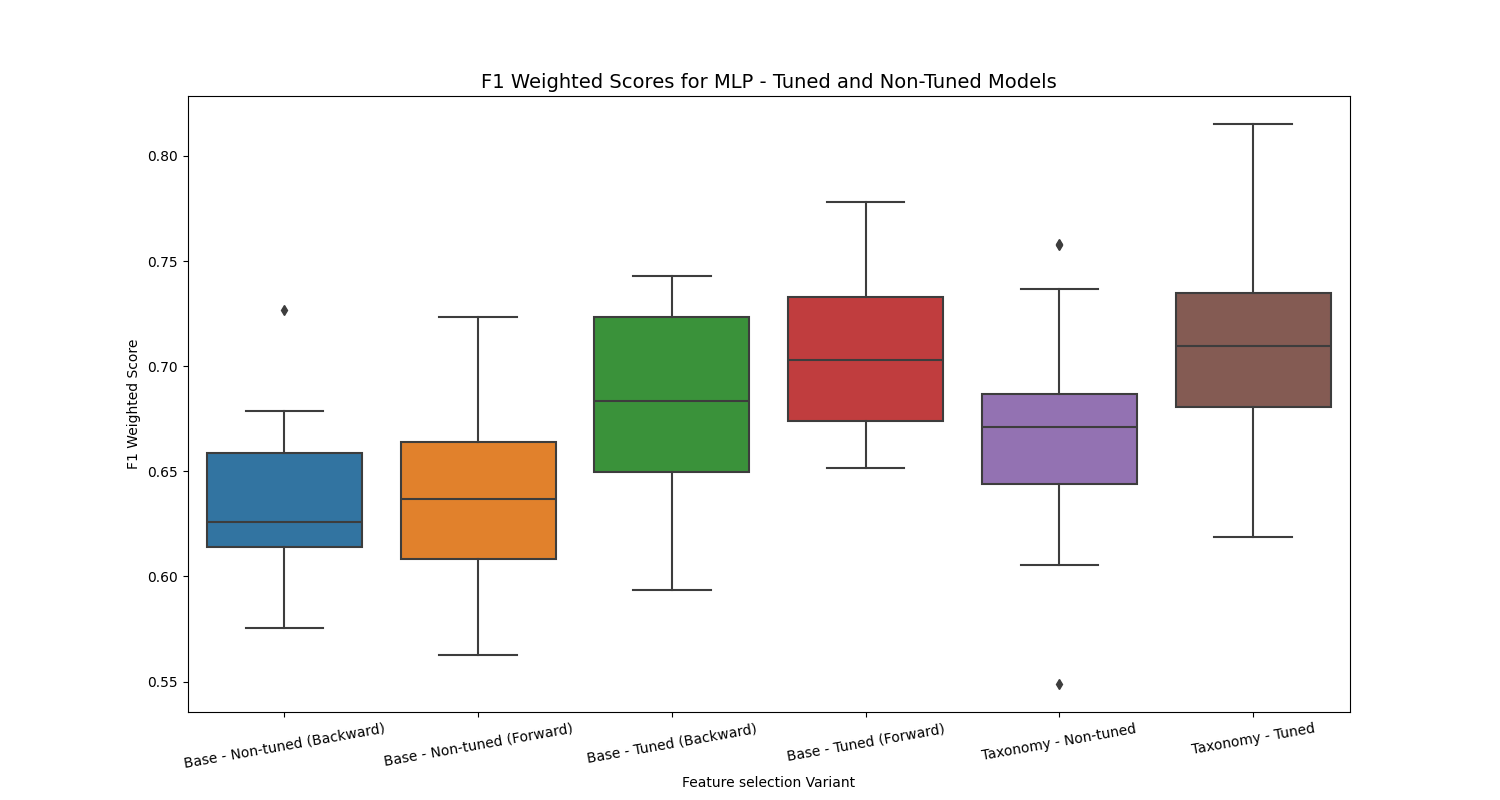 F1 Weighted Scores for MLP - Tuned and Non-Tuned Models
0.80
0.75
0.70
0.65
0.60
0.55
F1 Weighted Score
Base - Non-tuned (Backward)
Base - Non-tuned (Forward)
Base - Tuned (Backward)
Base - Tuned (Forward)
Taxonomy - Non-tuned
Taxonomy - Tuned
Feature selection Variant